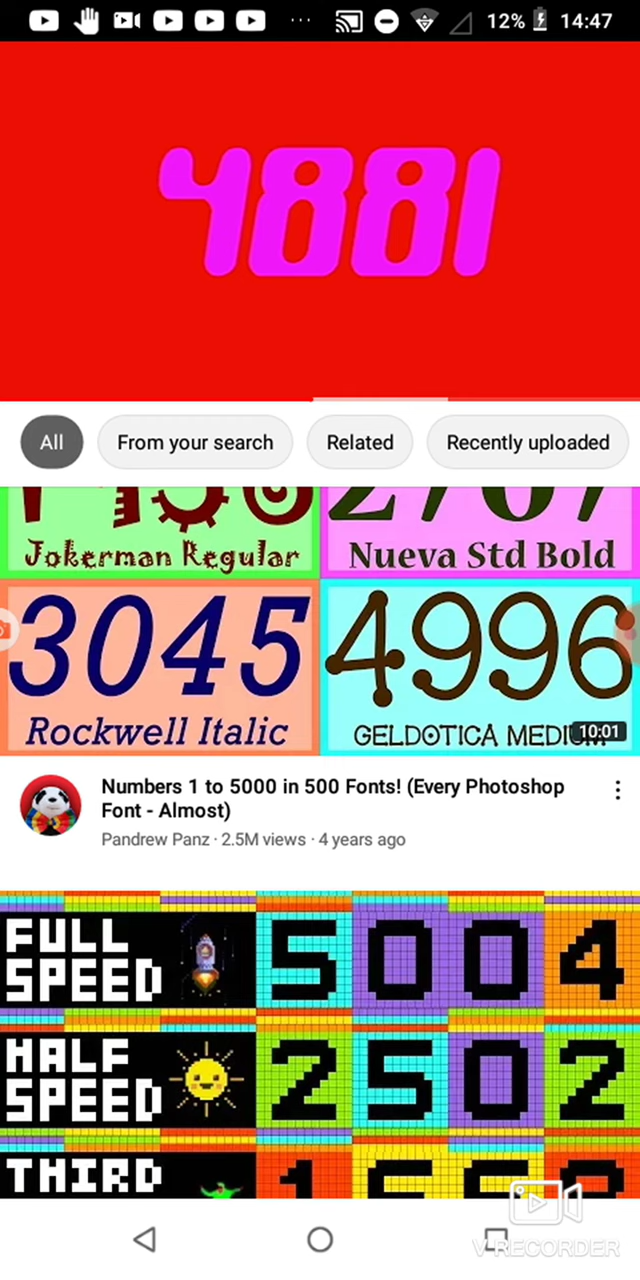 12% 14:47
4881
All From your search Related Recently uploaded
Jokerman Regular Nueva Std Bold
3045 4996
Rockwell Italic GELDOTICA MEDIUM
10:01
Numbers 1 to 5000 in 500 Fonts! (Every Photoshop
Font - Almost)
Pandrew Panz · 2.5M views · 4 years ago
FULL
SPEED
5004
HALF
SPEED
2502
THIRD
V RECORDER